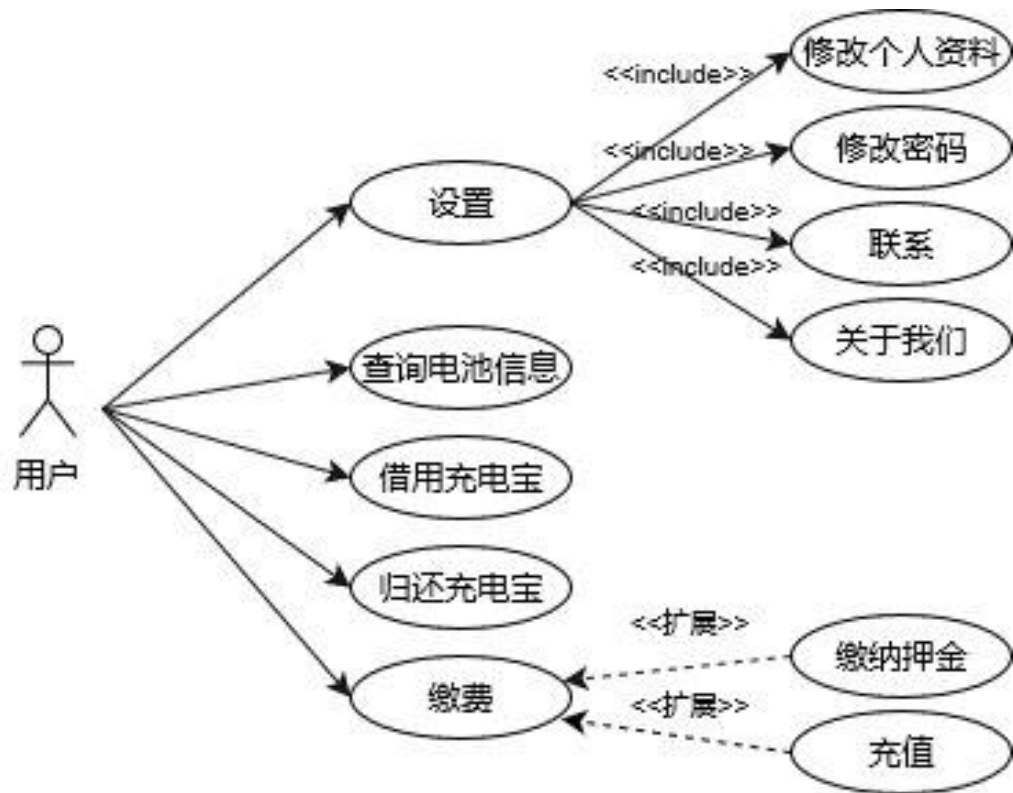 修改个人资料
<<include>>
<<include>>
修改密码
设置
<<include>>
联系
<<include>>
关于我们
查询电池信息
用户
借用充电宝
归还充电宝
<<扩展>>
缴纳押金
缴费
<<扩展>>
充值